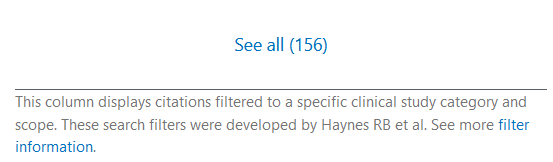 See all (156)
This column displays citations filtered to a specific clinical study category and
scope. These search filters were developed by Haynes RB et al. See more filter
information.